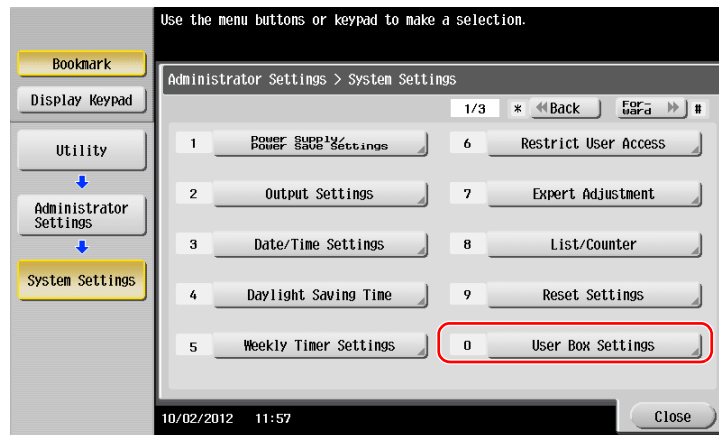 Use the menu buttons or keypad to make a selection.
Bookmark
Display Keypad
Utility
Administrator
Settings
System Settings
Administrator Settings > System Settings
1/3 * Back For-
ward #
1 Power Supply/
Power Save Settings
6 Restrict User Access
2 Output Settings
7 Expert Adjustment
3 Date/Time Settings
8 List/Counter
4 Daylight Saving Time
9 Reset Settings
5 Weekly Timer Settings
0 User Box Settings
10/02/2012 11:57
Close